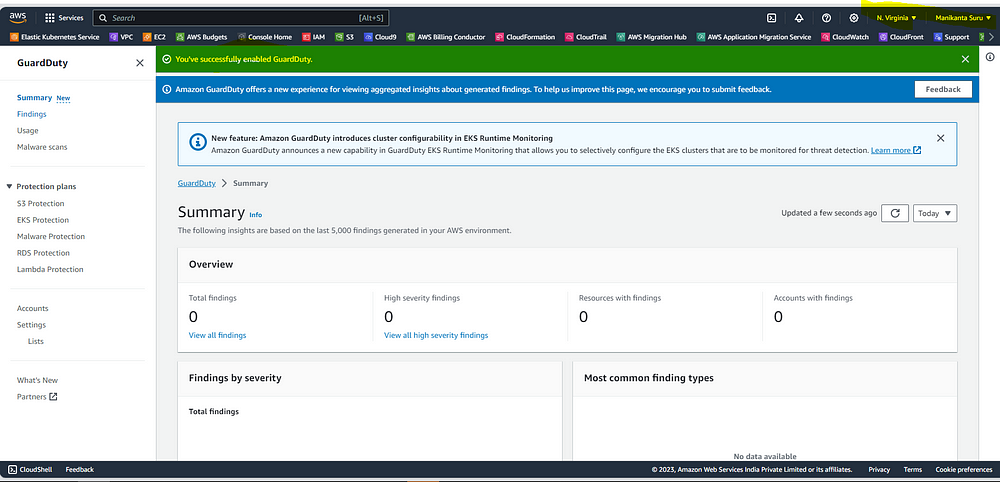 aws Services Search [Alt+S] N. Virginia Manikanta Suru
Elastic Kubernetes Service VPC EC2 AWS Budgets Console Home IAM S3 Cloud9 AWS Billing Conductor CloudFormation CloudTrail AWS Migration Hub AWS Application Migration Service CloudWatch CloudFront Support
GuardDuty
You've successfully enabled GuardDuty.
Amazon GuardDuty offers a new experience for viewing aggregated insights about generated findings. To help us improve this page, we encourage you to submit feedback. Feedback
Summary New
Findings
Usage
Malware scans
Protection plans
S3 Protection
EKS Protection
Malware Protection
RDS Protection
Lambda Protection
Accounts
Settings
Lists
What's New
Partners
New feature: Amazon GuardDuty introduces cluster configurability in EKS Runtime Monitoring
Amazon GuardDuty announces a new capability in GuardDuty EKS Runtime Monitoring that allows you to selectively configure the EKS clusters that are to be monitored for threat detection. Learn more
GuardDuty Summary
Summary Info
Updated a few seconds ago Today
The following insights are based on the last 5,000 findings generated in your AWS environment.
Overview
Total findings High severity findings Resources with findings Accounts with findings
0 0 0 0
View all findings View all high severity findings
Findings by severity Most common finding types
Total findings
No data available
CloudShell Feedback © 2023, Amazon Web Services India Private Limited or its affiliates. Privacy Terms Cookie preferences